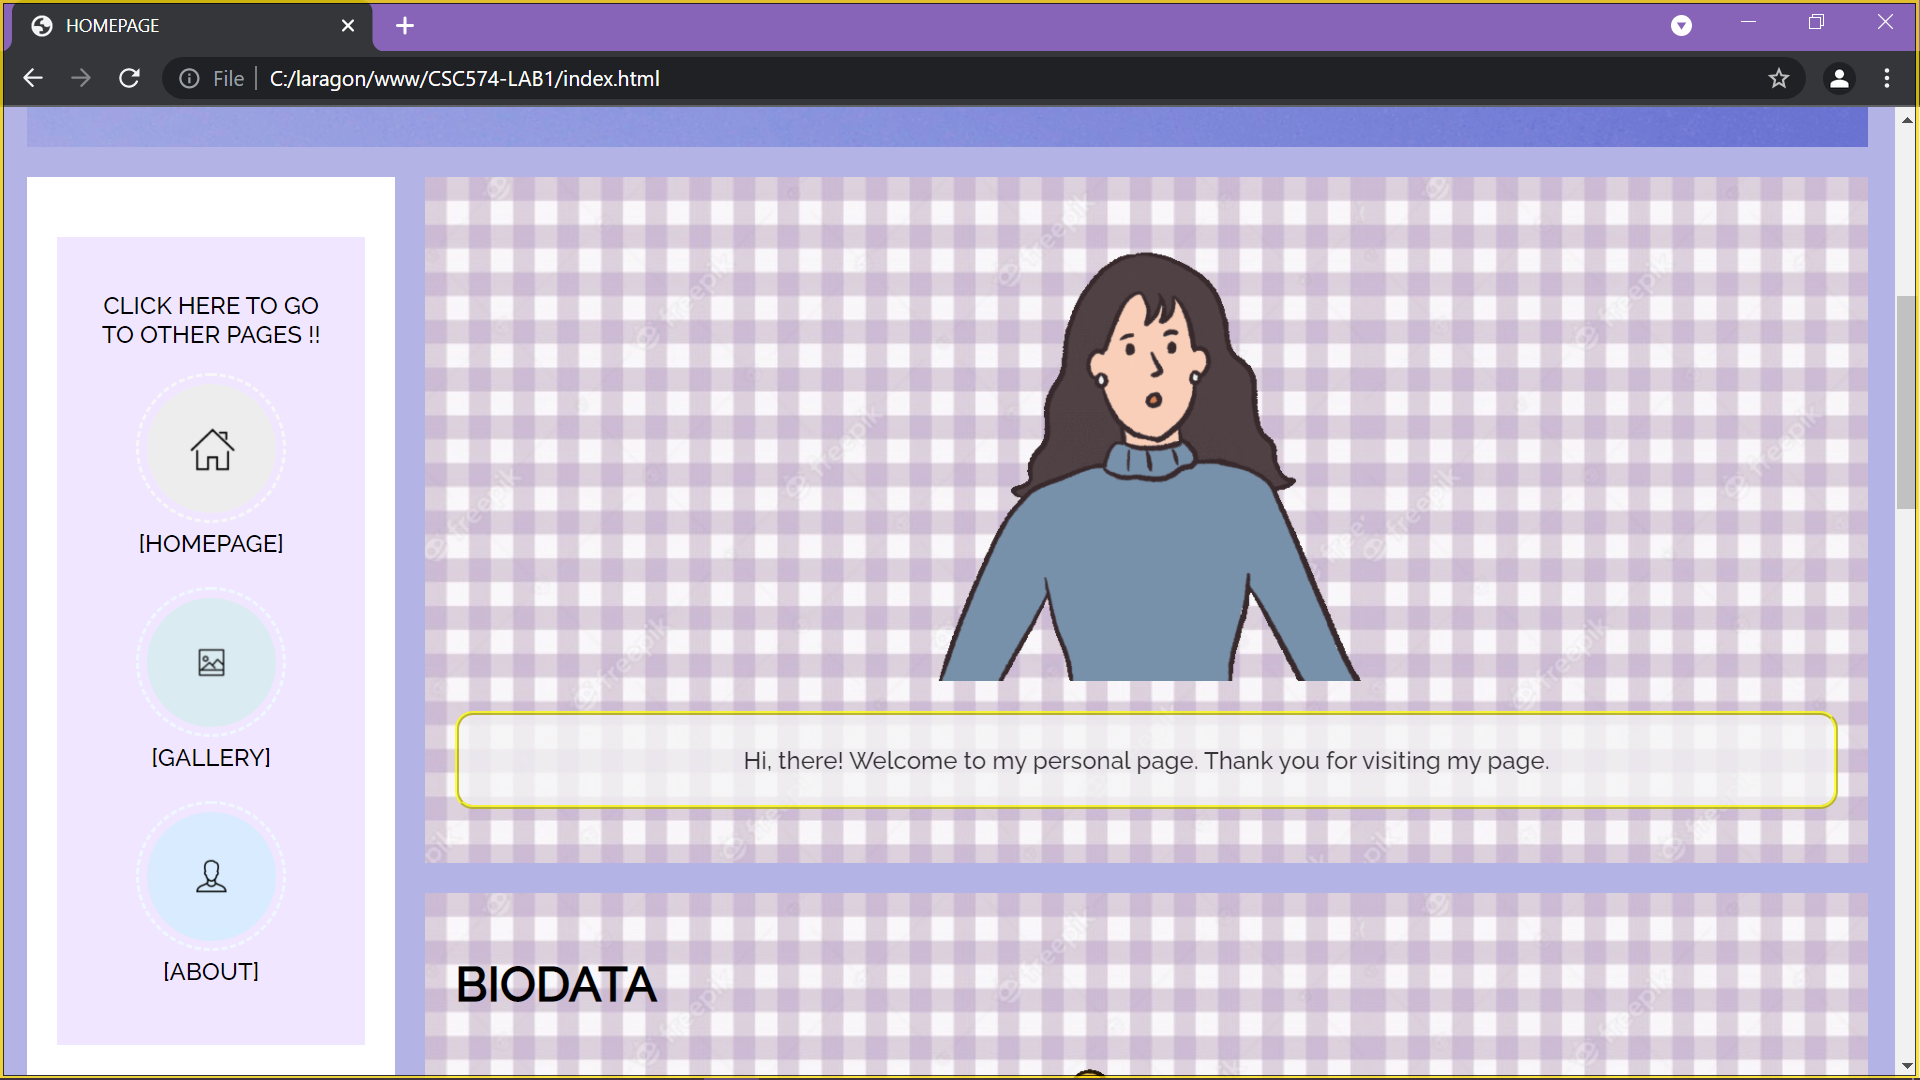 HOMEPAGE
File
C:/laragon/www/CSC574-LAB1/index.html
CLICK HERE TO GO
TO OTHER PAGES !!
[HOMEPAGE]
[GALLERY]
[ABOUT]
freepik
Hi, there! Welcome to my personal page. Thank you for visiting my page.
BIODATA